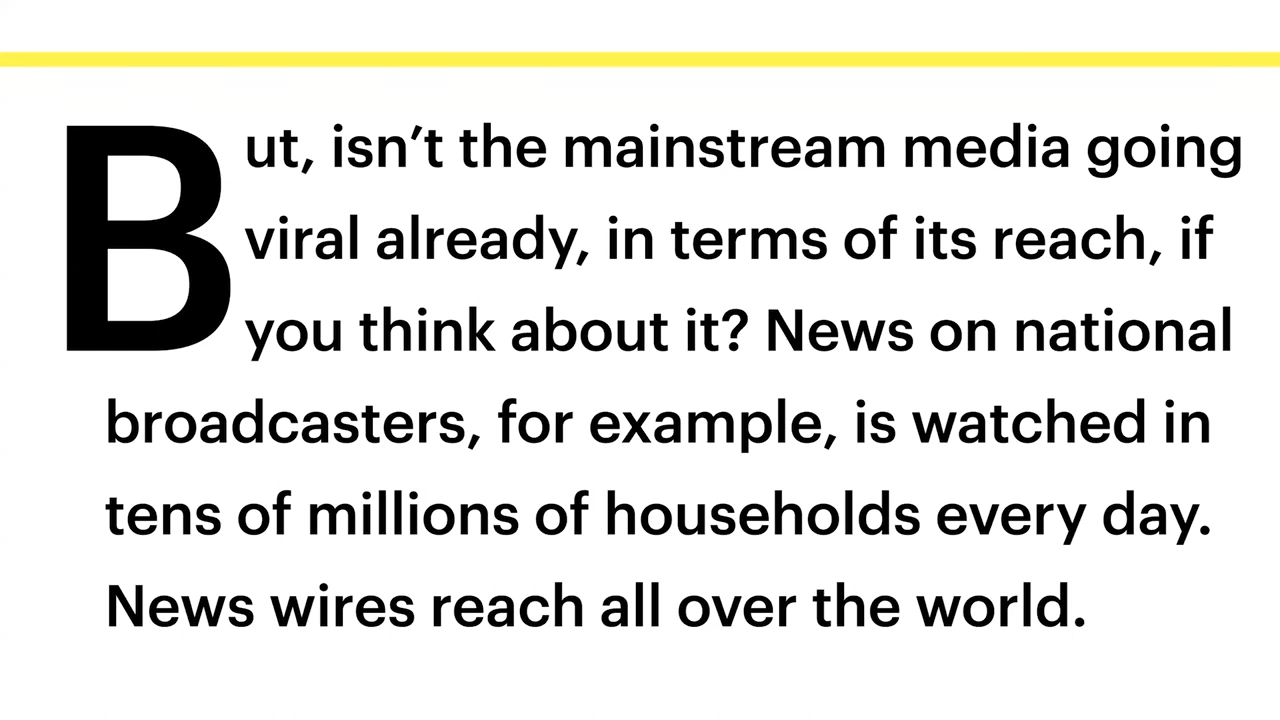 But, isn’t the mainstream media going
viral already, in terms of its reach, if
you think about it? News on national
broadcasters, for example, is watched in
tens of millions of households every day.
News wires reach all over the world.